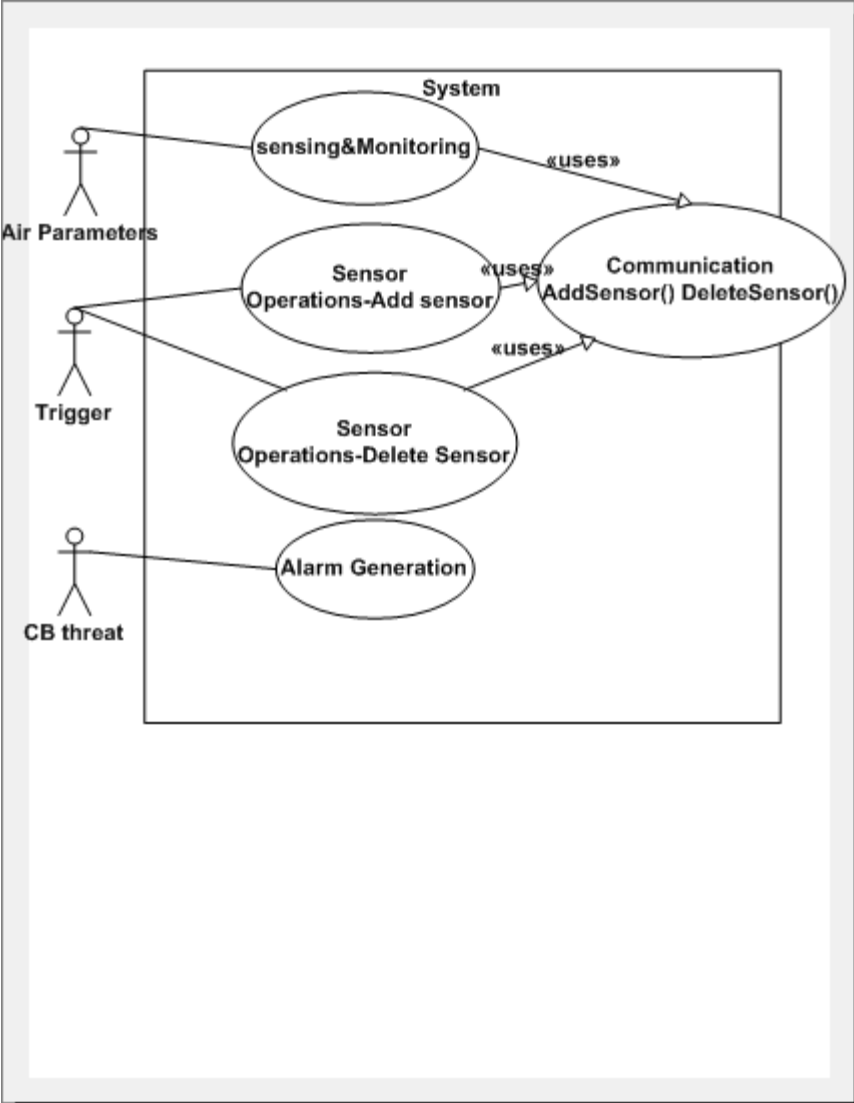 System
sensing&Monitoring
«uses»
Air Parameters
Sensor
Operations-Add sensor
«uses»
Communication
AddSensor() DeleteSensor()
«uses»
Trigger
Sensor
Operations-Delete Sensor
Alarm Generation
CB threat